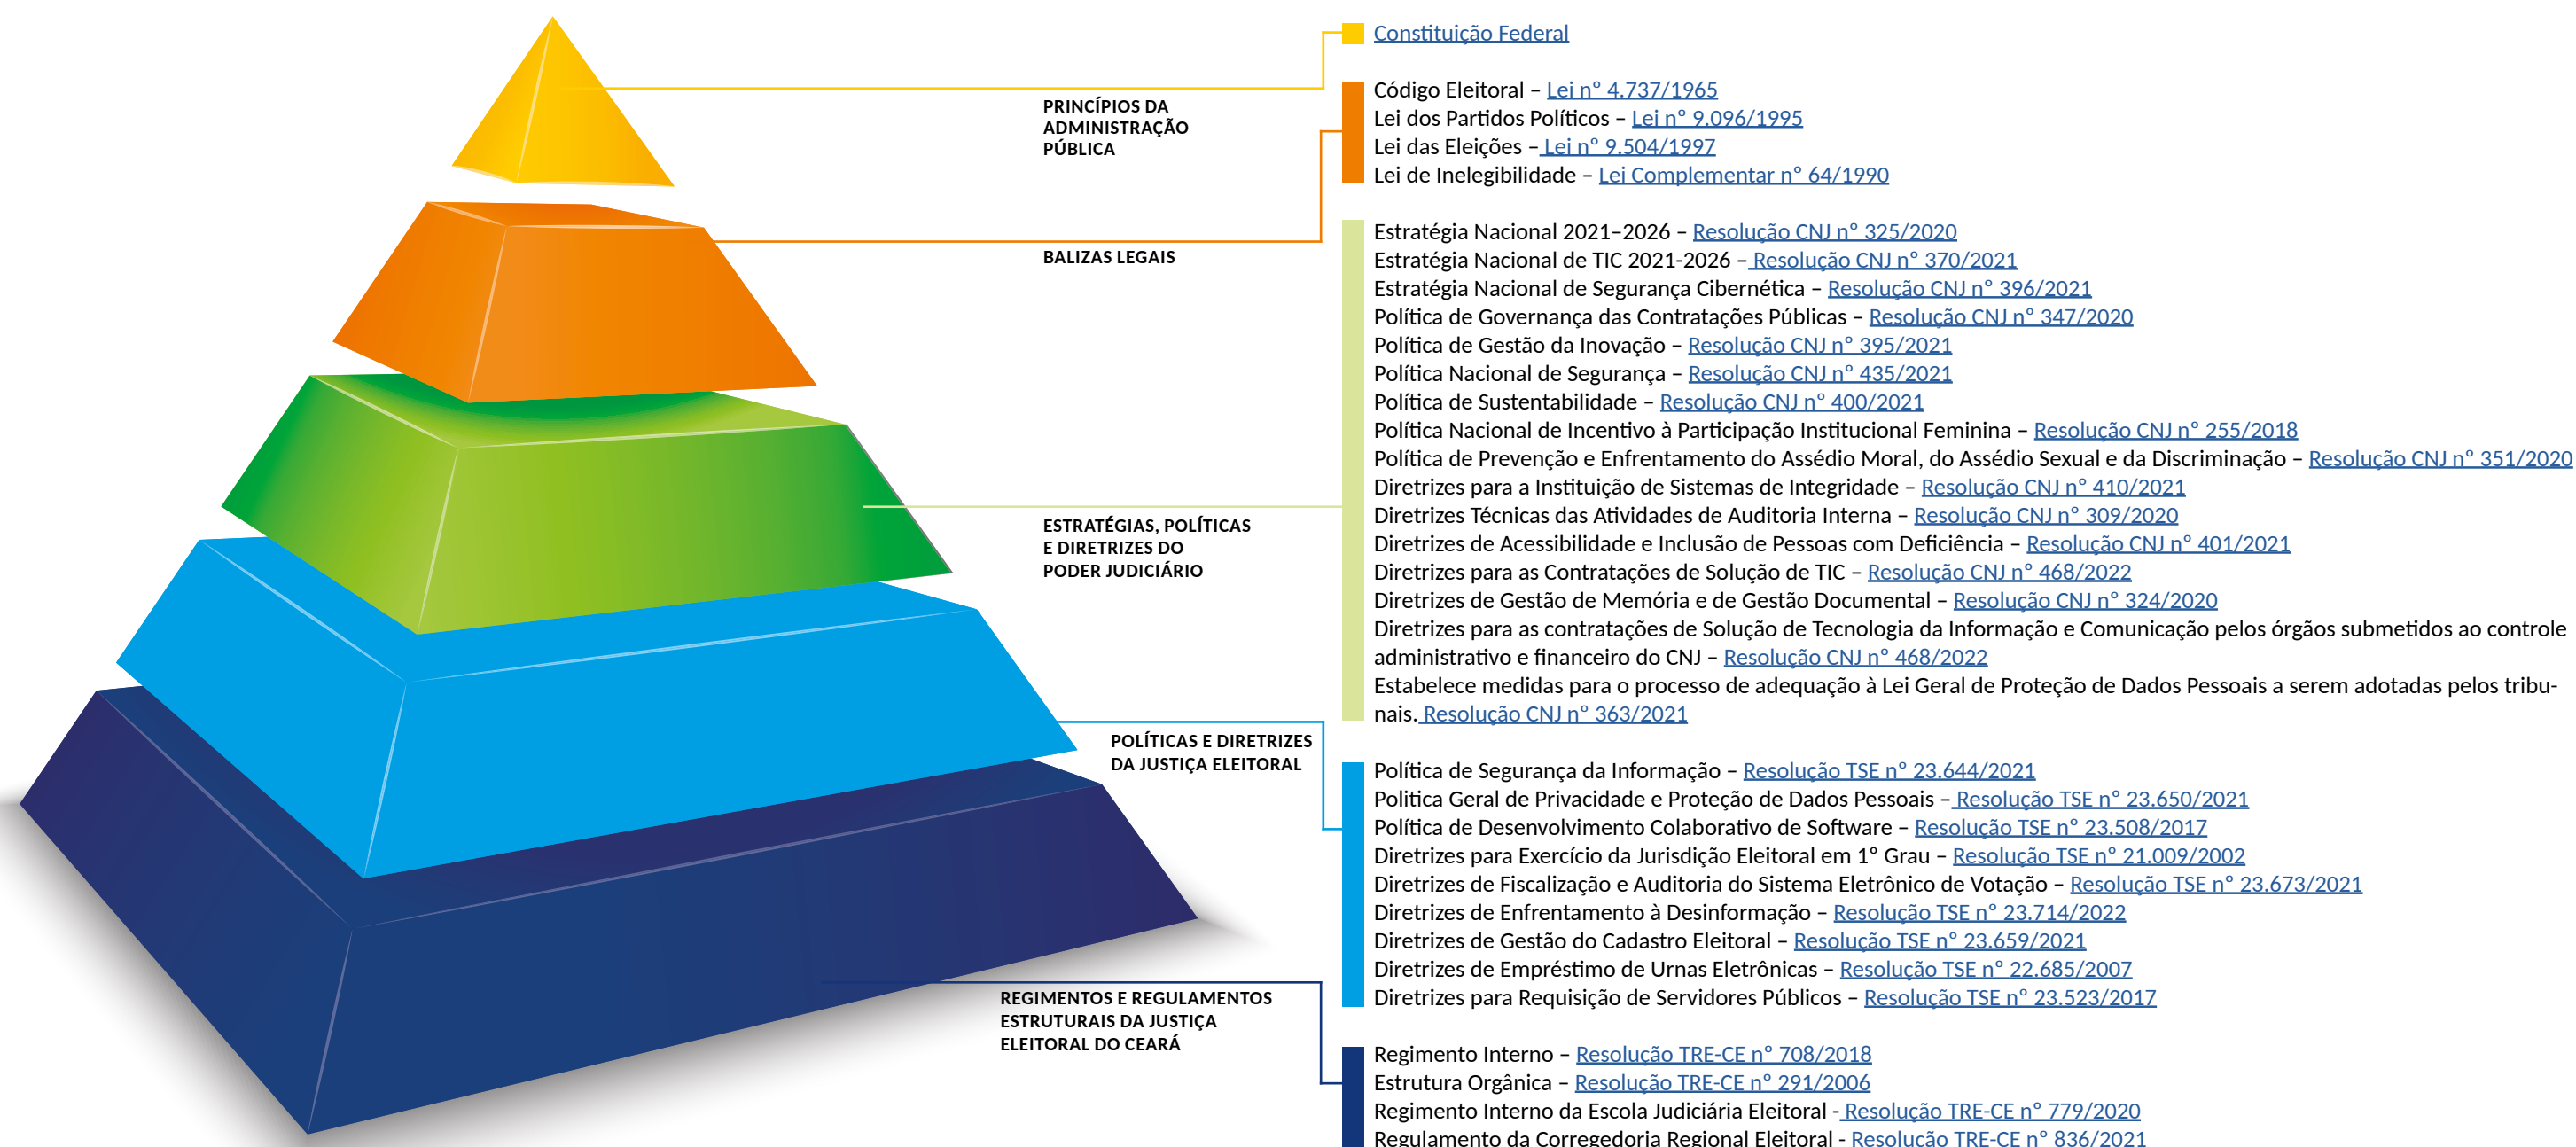 Constituição Federal
PRINCÍPIOS DA
ADMINISTRAÇÃO
PÚBLICA
Código Eleitoral – Lei nº 4.737/1965
Lei dos Partidos Políticos – Lei nº 9.096/1995
Lei das Eleições – Lei nº 9.504/1997
Lei de Inelegibilidade – Lei Complementar nº 64/1990
BALIZAS LEGAIS
Estratégia Nacional 2021–2026 – Resolução CNJ nº 325/2020
Estratégia Nacional de TIC 2021-2026 – Resolução CNJ nº 370/2021
Estratégia Nacional de Segurança Cibernética – Resolução CNJ nº 396/2021
Política de Governança das Contratações Públicas – Resolução CNJ nº 347/2020
Política de Gestão da Inovação – Resolução CNJ nº 395/2021
Política Nacional de Segurança – Resolução CNJ nº 435/2021
Política de Sustentabilidade – Resolução CNJ nº 400/2021
Política Nacional de Incentivo à Participação Institucional Feminina – Resolução CNJ nº 255/2018
Política de Prevenção e Enfrentamento do Assédio Moral, do Assédio Sexual e da Discriminação – Resolução CNJ nº 351/2020
Diretrizes para a Instituição de Sistemas de Integridade – Resolução CNJ nº 410/2021
Diretrizes Técnicas das Atividades de Auditoria Interna – Resolução CNJ nº 309/2020
Diretrizes de Acessibilidade e Inclusão de Pessoas com Deficiência – Resolução CNJ nº 401/2021
Diretrizes para as Contratações de Solução de TIC – Resolução CNJ nº 468/2022
Diretrizes de Gestão de Memória e de Gestão Documental – Resolução CNJ nº 324/2020
Diretrizes para as contratações de Solução de Tecnologia da Informação e Comunicação pelos órgãos submetidos ao controle
administrativo e financeiro do CNJ – Resolução CNJ nº 468/2022
Estabelece medidas para o processo de adequação à Lei Geral de Proteção de Dados Pessoais a serem adotadas pelos tribu-
nais. Resolução CNJ nº 363/2021
ESTRATÉGIAS, POLÍTICAS
E DIRETRIZES DO
PODER JUDICIÁRIO
POLÍTICAS E DIRETRIZES
DA JUSTIÇA ELEITORAL
Política de Segurança da Informação – Resolução TSE nº 23.644/2021
Politica Geral de Privacidade e Proteção de Dados Pessoais – Resolução TSE nº 23.650/2021
Política de Desenvolvimento Colaborativo de Software – Resolução TSE nº 23.508/2017
Diretrizes para Exercício da Jurisdição Eleitoral em 1º Grau – Resolução TSE nº 21.009/2002
Diretrizes de Fiscalização e Auditoria do Sistema Eletrônico de Votação – Resolução TSE nº 23.673/2021
Diretrizes de Enfrentamento à Desinformação – Resolução TSE nº 23.714/2022
Diretrizes de Gestão do Cadastro Eleitoral – Resolução TSE nº 23.659/2021
Diretrizes de Empréstimo de Urnas Eletrônicas – Resolução TSE nº 22.685/2007
Diretrizes para Requisição de Servidores Públicos – Resolução TSE nº 23.523/2017
REGIMENTOS E REGULAMENTOS
ESTRUTURAIS DA JUSTIÇA
ELEITORAL DO CEARÁ
Regimento Interno – Resolução TRE-CE nº 708/2018
Estrutura Orgânica – Resolução TRE-CE nº 291/2006
Regimento Interno da Escola Judiciária Eleitoral - Resolução TRE-CE nº 779/2020
Regulamento da Corregedoria Regional Eleitoral - Resolução TRE-CE nº 836/2021